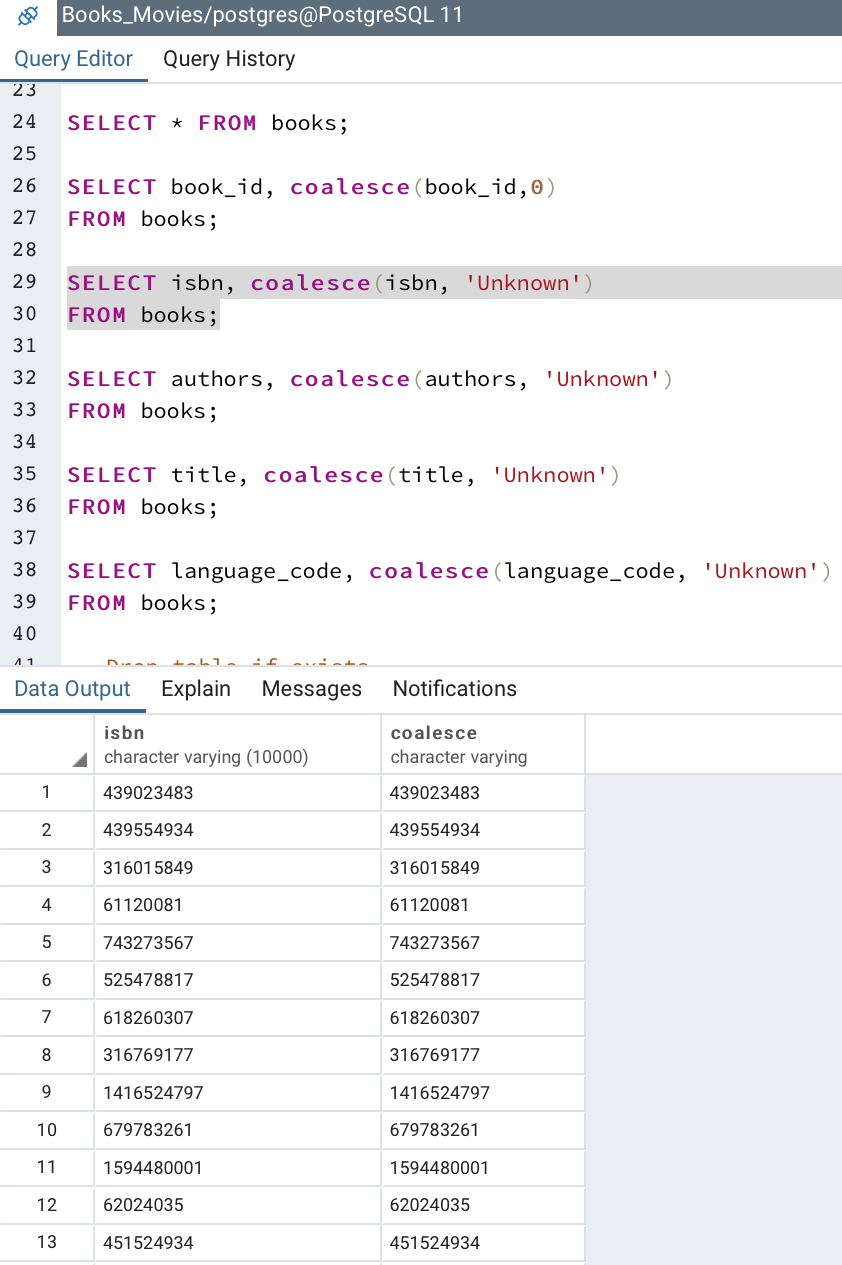 Books_Movies/postgres@PostgreSQL 11
Query Editor Query History
23
24 SELECT * FROM books;
25
26 SELECT book_id, coalesce(book_id,0)
27 FROM books;
28
29 SELECT isbn, coalesce(isbn, 'Unknown')
30 FROM books;
31
32 SELECT authors, coalesce(authors, 'Unknown')
33 FROM books;
34
35 SELECT title, coalesce(title, 'Unknown')
36 FROM books;
37
38 SELECT language_code, coalesce(language_code, 'Unknown')
39 FROM books;
40
41 Drop table if exists
Data Output Explain Messages Notifications
isbn coalesce
character varying (10000) character varying
1 439023483 439023483
2 439554934 439554934
3 316015849 316015849
4 61120081 61120081
5 743273567 743273567
6 525478817 525478817
7 618260307 618260307
8 316769177 316769177
9 1416524797 1416524797
10 679783261 679783261
11 1594480001 1594480001
12 62024035 62024035
13 451524934 451524934